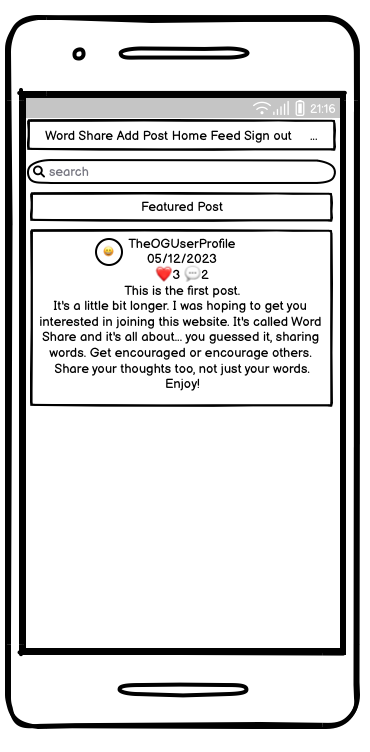 21:16
Word Share Add Post Home Feed Sign out ...
search
Featured Post
TheOGUserProfile
05/12/2023
❤️3 💬2
This is the first post.
It's a little bit longer. I was hoping to get you
interested in joining this website. It's called Word
Share and it's all about... you guessed it, sharing
words. Get encouraged or encourage others.
Share your thoughts too, not just your words.
Enjoy!